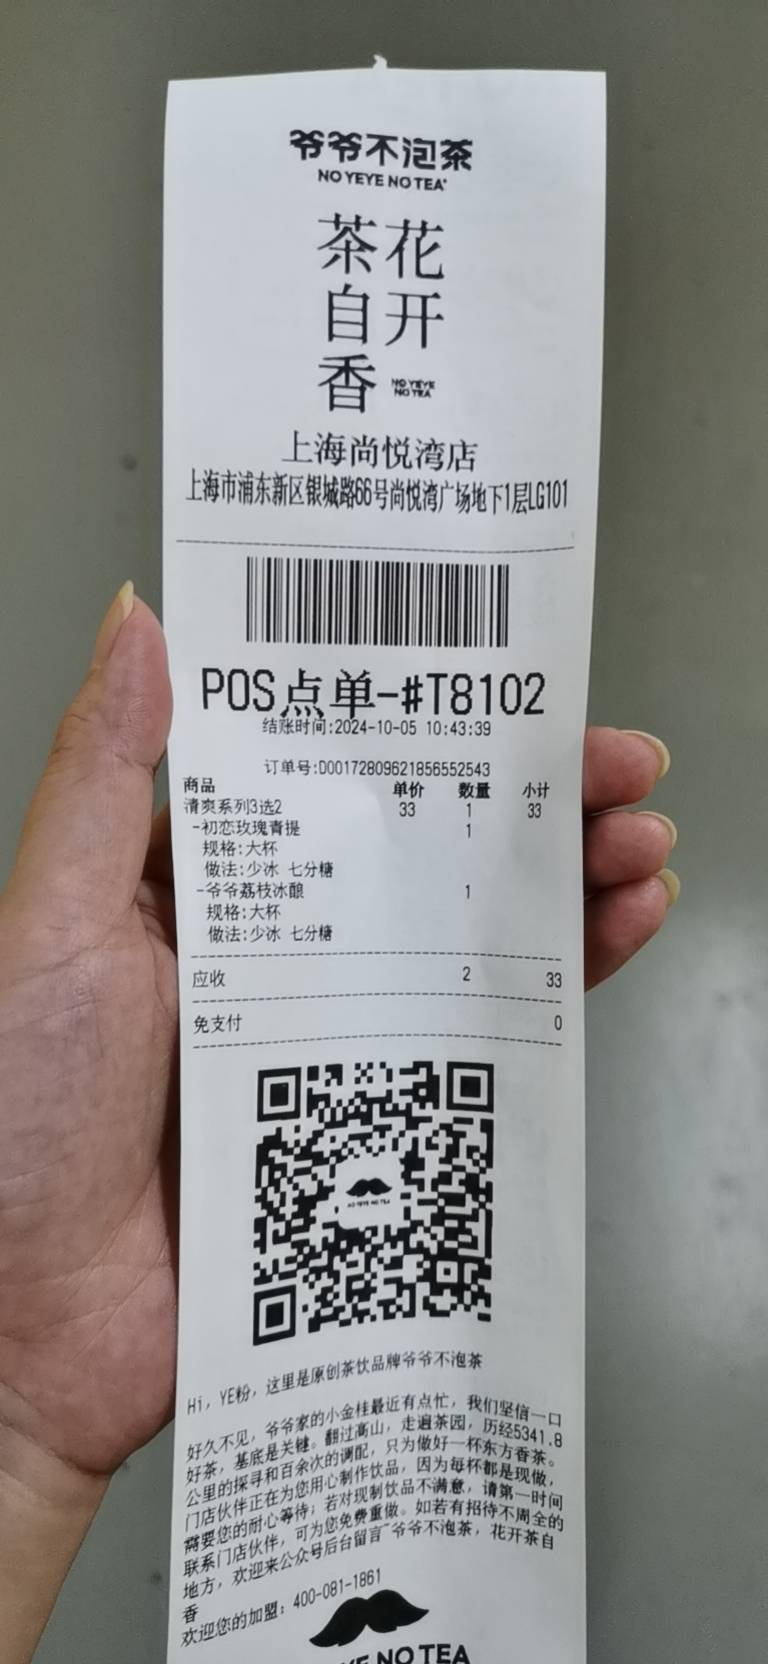 爷爷不泡茶
NO YEYE NO TEA
花开
茶自香
NO YEYE
NO TEA
上海尚悦湾店
上海市浦东新区银城路66号尚悦湾广场地下1层LG101
POS点单-#T8102
结账时间:2024-10-05 10:43:39
订单号:D00172809621856552543
商品 单价 数量 小计
清爽系列3选2 33 1 33
-初恋玫瑰青提 1
规格:大杯
做法:少冰 七分糖
-爷爷荔枝冰酿 1
规格:大杯
做法:少冰 七分糖
应收 2 33
免支付 0
NO YEYE NO TEA
Hi，YE粉，这里是原创茶饮品牌爷爷不泡茶
好久不见，爷爷家的小金桂最近有点忙，我们坚信一口
好茶，基底是关键。翻过高山，走遍茶园，历经5341.8
公里的探寻和百余次的调配，只为做好一杯东方香茶。
门店伙伴正在为您用心制作饮品，因为每杯都是现做，
需要您的耐心等待；若对现制饮品不满意，请第一时间
联系门店伙伴，可为您免费重做。如若有招待不周全的
地方，欢迎来公众号后台留言~爷爷不泡茶，花开茶自
香
欢迎您的加盟：400-081-1861
YE NO TEA